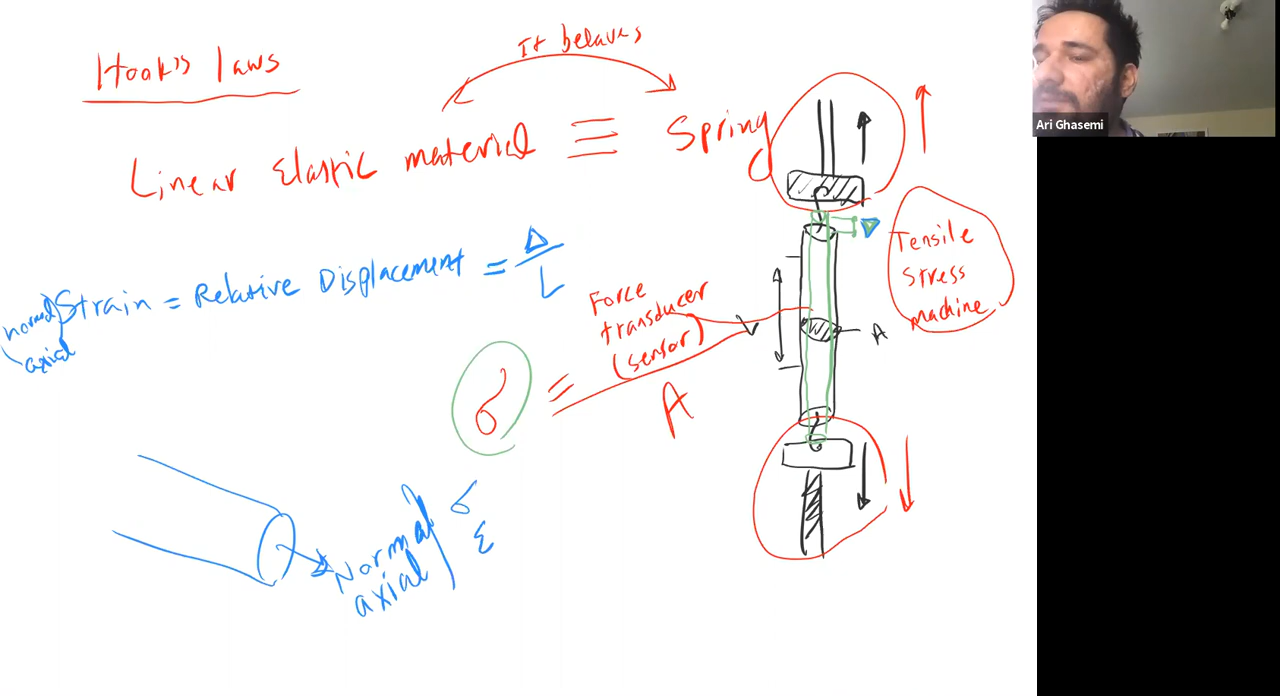 Hook's laws
It behaves
Linear Elastic material ≡ Spring
normal Strain = Relative Displacement = Δ/L
axial
Force
transducer
(sensor)
σ =
A
Tensile
stress
machine
A
Normal σ
axial ε
Ari Ghasemi